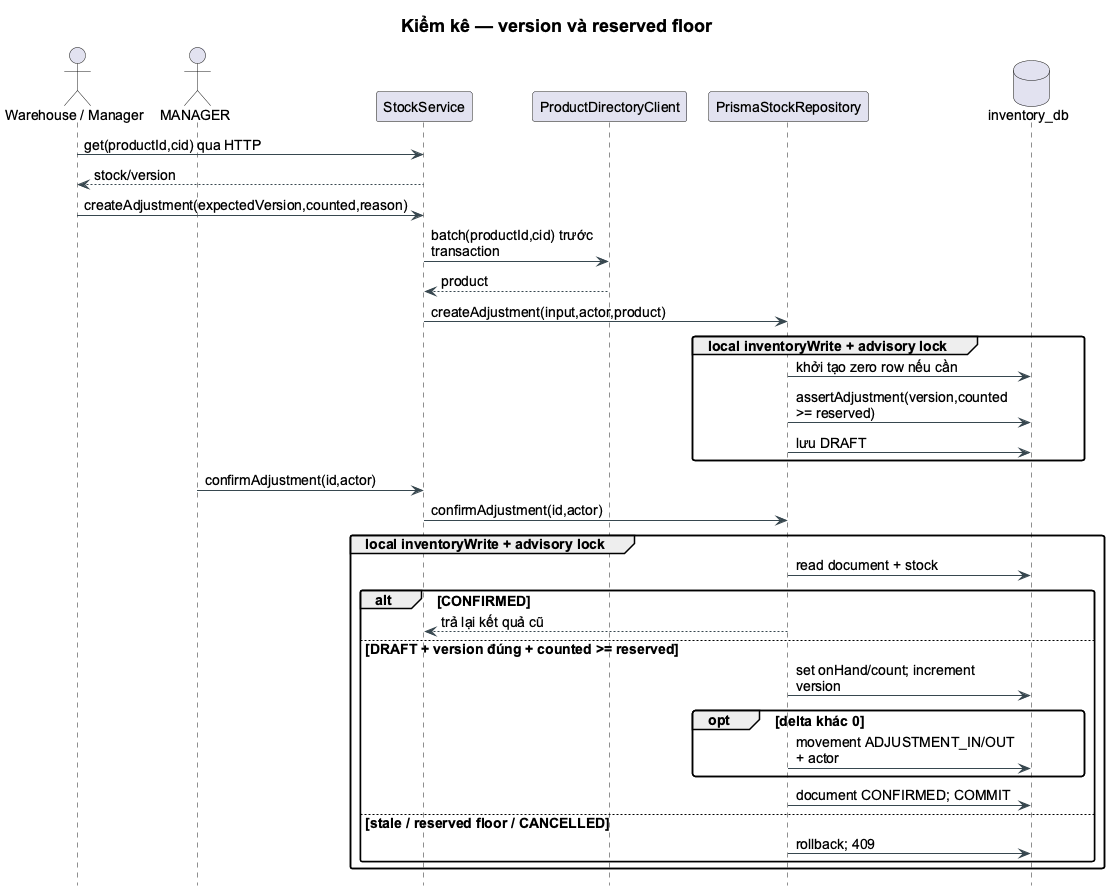 Kiểm kê — version và reserved floor
Warehouse / Manager
MANAGER
StockService
ProductDirectoryClient
PrismaStockRepository
inventory_db
get(productId,cid) qua HTTP
stock/version
createAdjustment(expectedVersion,counted,reason)
batch(productId,cid) trước
transaction
product
createAdjustment(input,actor,product)
local inventoryWrite + advisory lock
khởi tạo zero row nếu cần
assertAdjustment(version,counted
>= reserved)
lưu DRAFT
confirmAdjustment(id,actor)
confirmAdjustment(id,actor)
local inventoryWrite + advisory lock
read document + stock
alt
[CONFIRMED]
trả lại kết quả cũ
[DRAFT + version đúng + counted >= reserved]
set onHand/count; increment
version
opt
[delta khác 0]
movement ADJUSTMENT_IN/OUT
+ actor
document CONFIRMED; COMMIT
[stale / reserved floor / CANCELLED]
rollback; 409